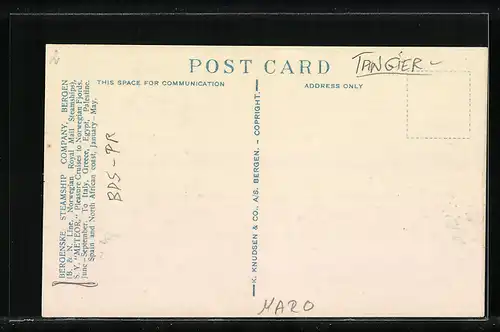 POST CARD
TANGIER -
THIS SPACE FOR COMMUNICATION
ADDRESS ONLY
BERGENSKE STEAMSHIP COMPANY, BERGEN
(B. & N. Line, Norwegian Royal Mail Steamships),
S. Y. "METEOR," Pleasure Cruises to Norwegian Fjords.
June—September. To Italy, Greece, Egypt, Palestine.
Spain and North African coast, January—May.
BDS-PR
K. KNUDSEN & CO., A/S. BERGEN. — COPRIGHT.
MARO